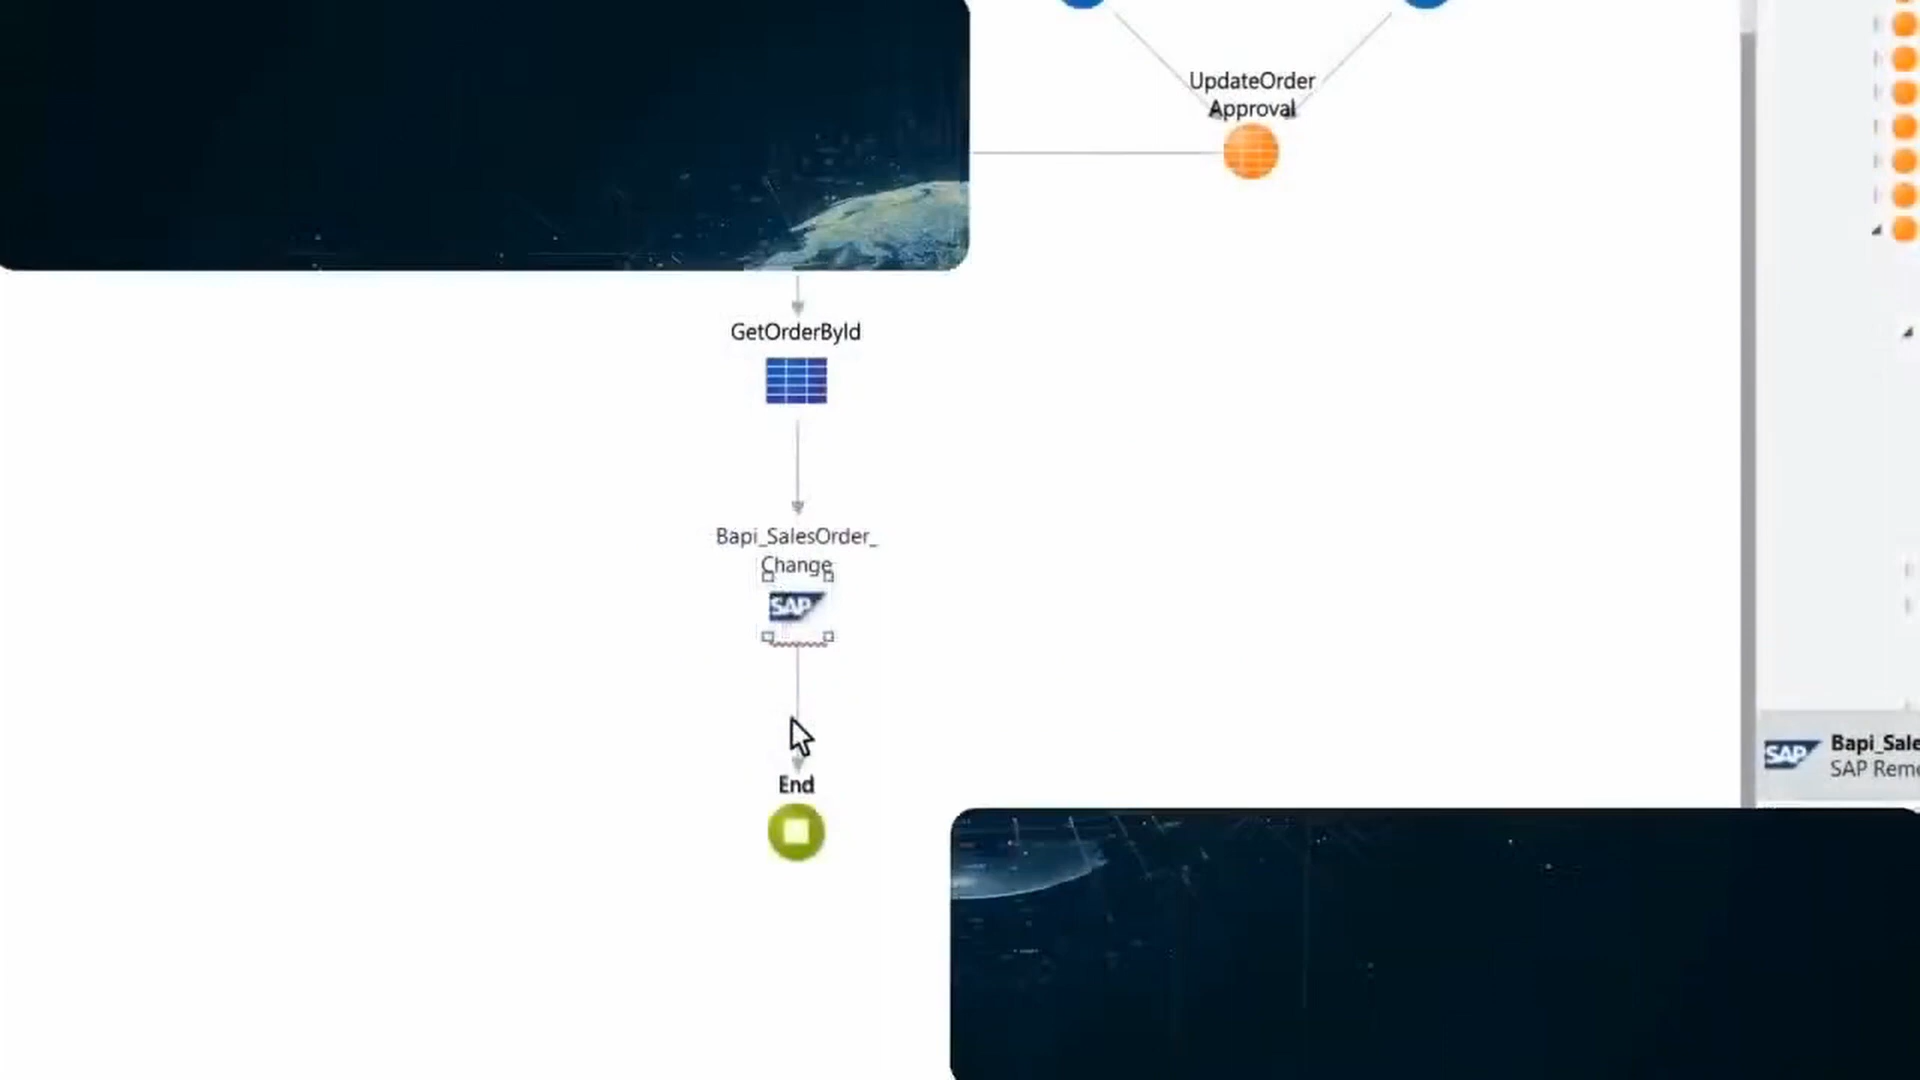 UpdateOrder
Approval
GetOrderById
Bapi_SalesOrder_
Change
SAP
End
SAP
Bapi_Sale
SAP Rem